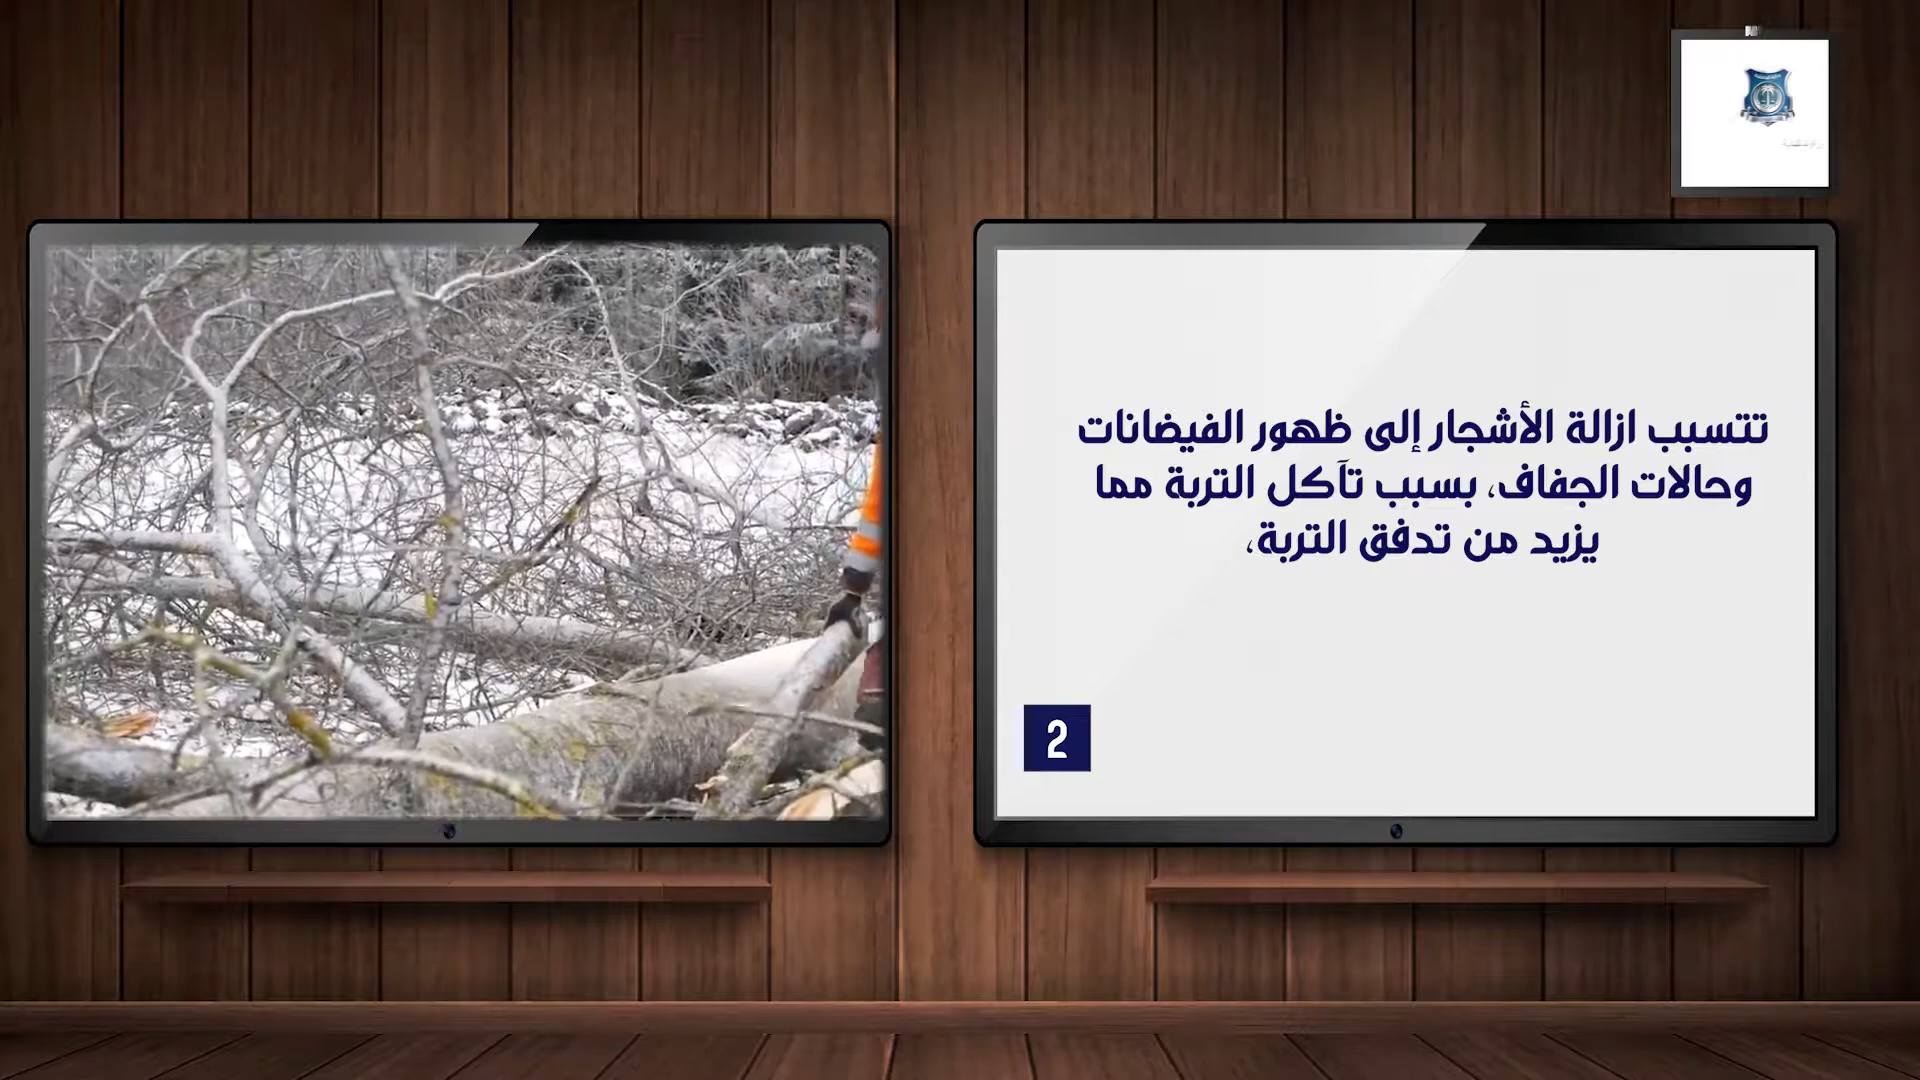 تتسبب ازالة الأشجار إلى ظهور الفيضانات
وحالات الجفاف، بسبب تآكل التربة مما
يزيد من تدفق التربة،
2